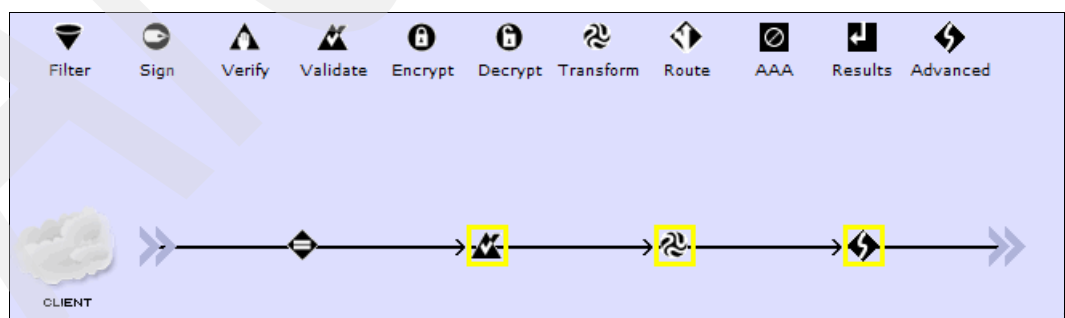 Filter Sign Verify Validate Encrypt Decrypt Transform Route AAA Results Advanced
CLIENT